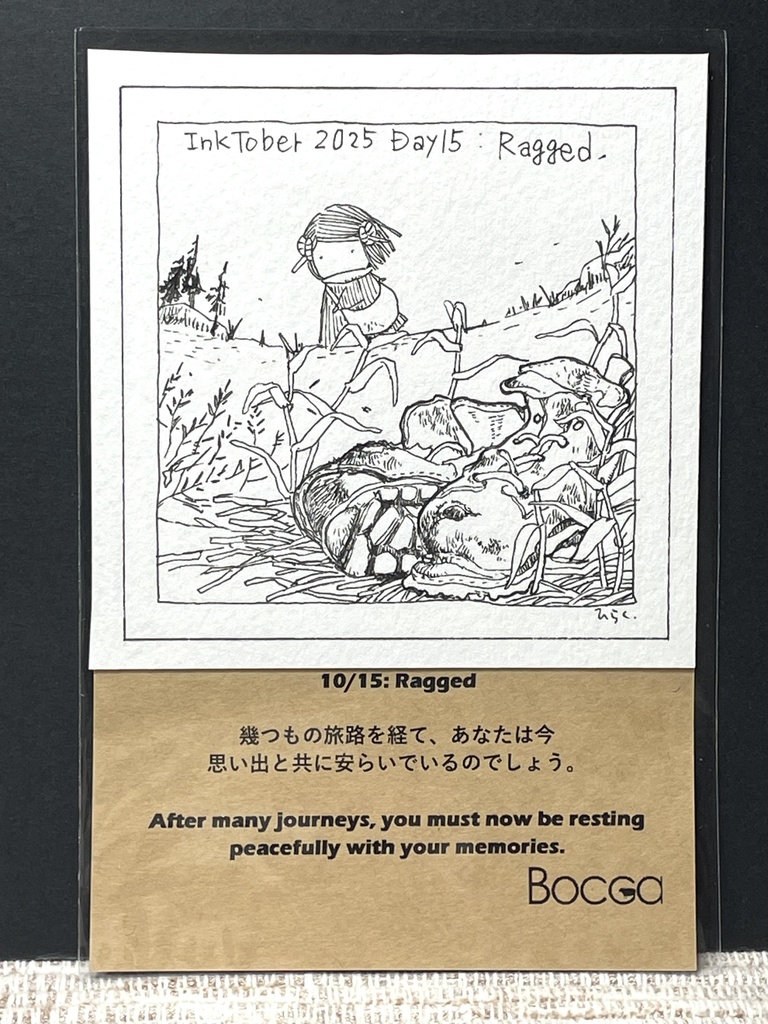 InkTober 2025 Day15 : Ragged.
ひらく.
10/15: Ragged
幾つもの旅路を経て、あなたは今
思い出と共に安らいでいるのでしょう。
After many journeys, you must now be resting
peacefully with your memories.
BOCGa